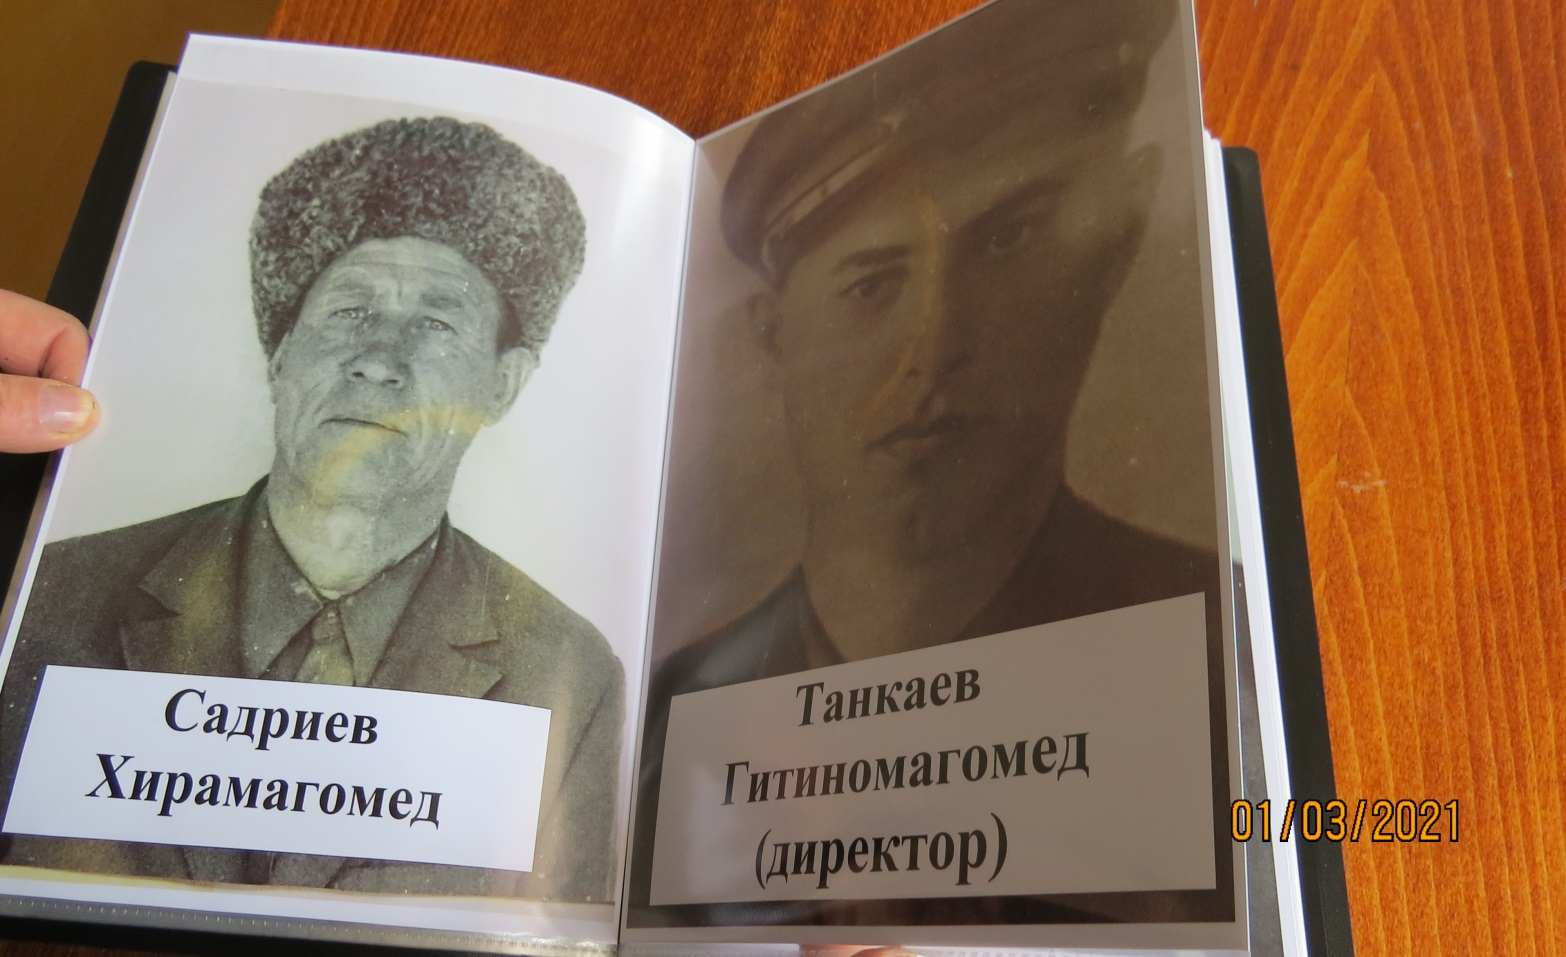 Садриев
Хирамагомед
Танкаев
Гитиномагомед
(директор)
01/03/2021